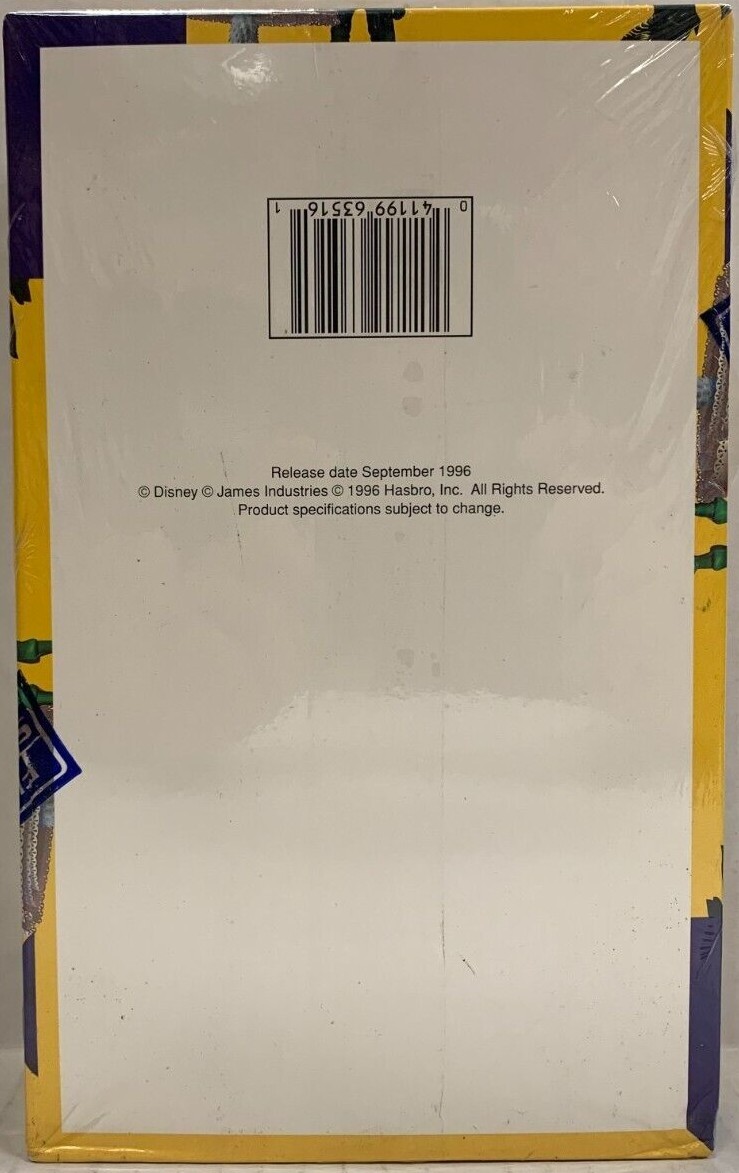 0 41199 63516 1
Release date September 1996
© Disney © James Industries © 1996 Hasbro, Inc. All Rights Reserved.
Product specifications subject to change.